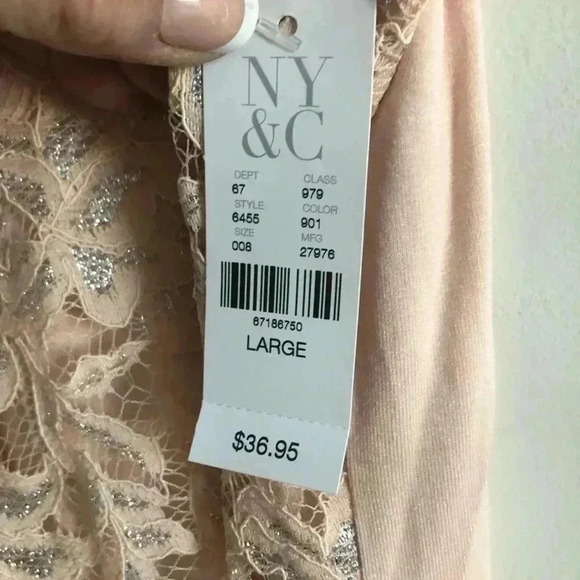 NY
&C
DEPT CLASS
67 979
STYLE COLOR
6455 901
SIZE MFG
008 27976
67186750
LARGE
$36.95